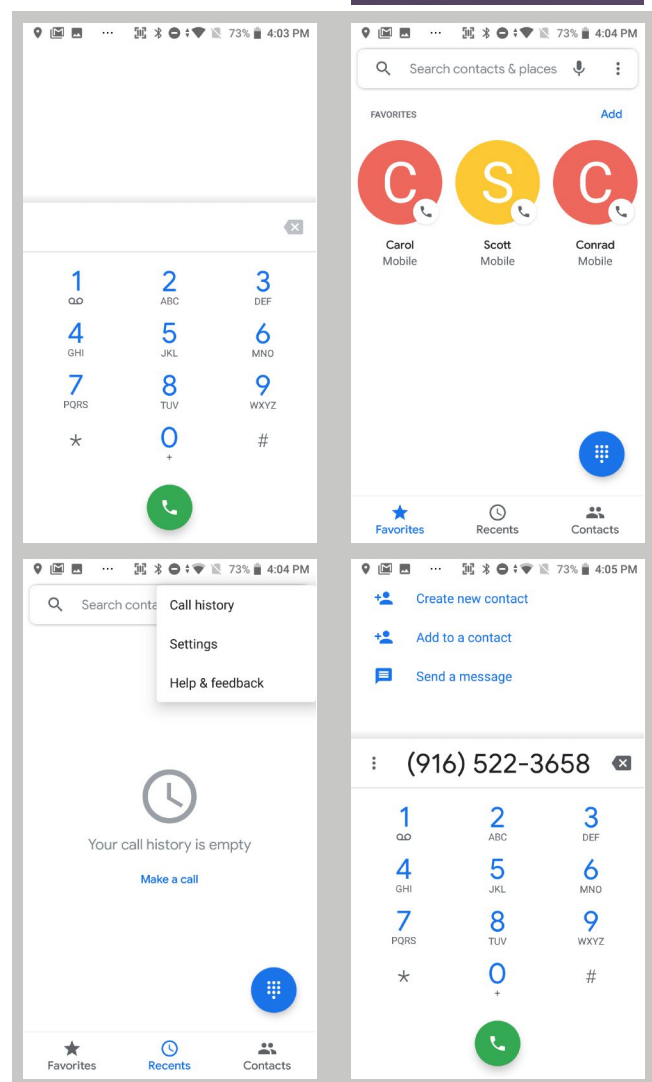 73% 4:03 PM
1 2 3
ABC DEF
4 5 6
GHI JKL MNO
7 8 9
PQRS TUV WXYZ
* 0 #
+
73% 4:04 PM
Search contacts & places
FAVORITES Add
C S C
Carol Scott Conrad
Mobile Mobile Mobile
Favorites Recents Contacts
73% 4:04 PM
Search conta Call history
Settings
Help & feedback
Your call history is empty
Make a call
Favorites Recents Contacts
73% 4:05 PM
Create new contact
Add to a contact
Send a message
(916) 522-3658
1 2 3
ABC DEF
4 5 6
GHI JKL MNO
7 8 9
PQRS TUV WXYZ
* 0 #
+